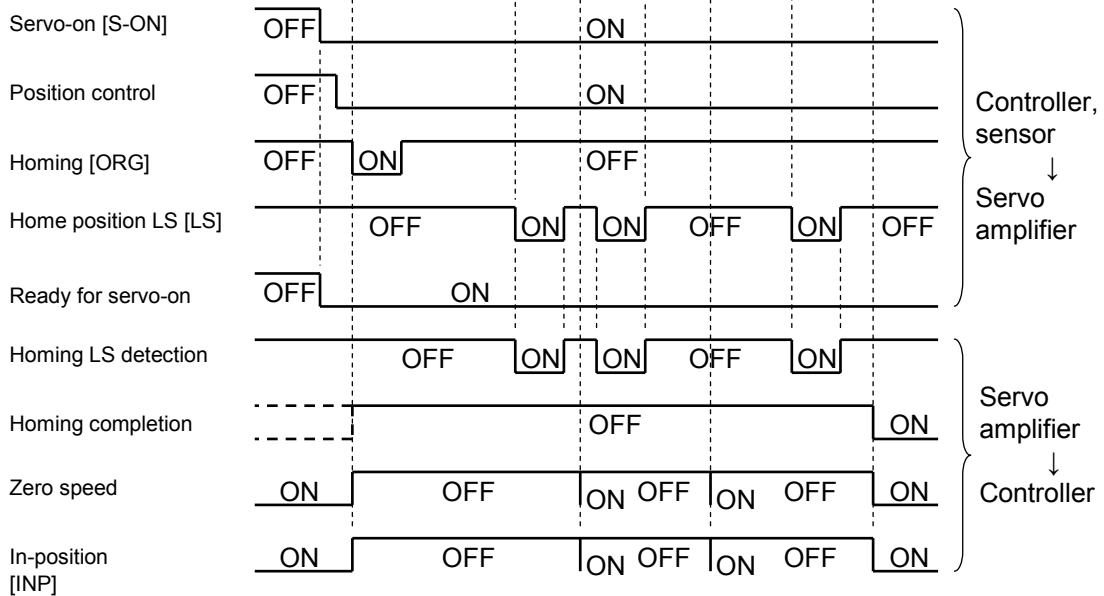 Servo-on [S-ON] OFF ON
Position control OFF ON
Homing [ORG] OFF ON OFF
Home position LS [LS] OFF ON ON OFF ON OFF
Ready for servo-on OFF ON
Homing LS detection OFF ON ON OFF ON
Homing completion OFF ON
Zero speed ON OFF ON OFF ON OFF ON
In-position ON OFF ON OFF ON OFF ON
[INP]
Controller,
sensor
↓
Servo
amplifier
Servo
amplifier
↓
Controller